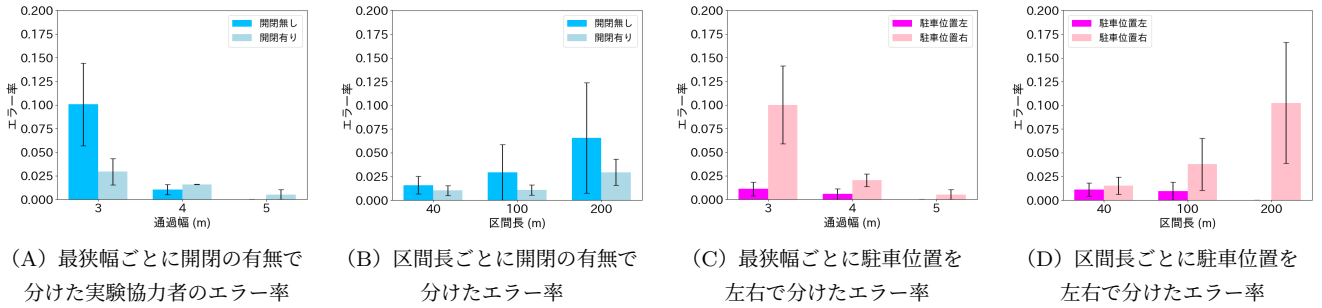 0.200
0.175
0.150
0.125
0.100
0.075
0.050
0.025
0.000
エラー率
開閉無し
開閉有り
3 4 5
通過幅 (m)
0.200
0.175
0.150
0.125
0.100
0.075
0.050
0.025
0.000
エラー率
開閉無し
開閉有り
40 100 200
区間長 (m)
0.200
0.175
0.150
0.125
0.100
0.075
0.050
0.025
0.000
エラー率
駐車位置左
駐車位置右
3 4 5
通過幅 (m)
0.200
0.175
0.150
0.125
0.100
0.075
0.050
0.025
0.000
エラー率
駐車位置左
駐車位置右
40 100 200
区間長 (m)
（A）最狭幅ごとに開閉の有無で
分けた実験協力者のエラー率
（B）区間長ごとに開閉の有無で
分けたエラー率
（C）最狭幅ごとに駐車位置を
左右で分けたエラー率
（D）区間長ごとに駐車位置を
左右で分けたエラー率